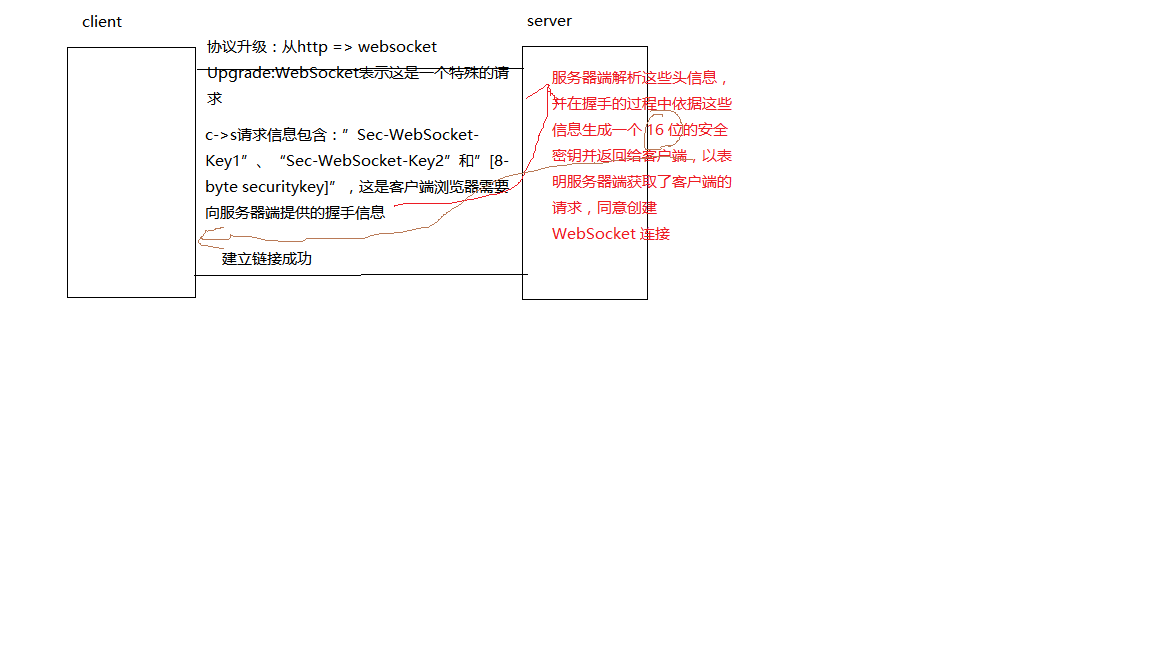 client
server
协议升级：从http => websocket
Upgrade:WebSocket表示这是一个特殊的请
求
c->s请求信息包含：”Sec-WebSocket-
Key1”、“Sec-WebSocket-Key2”和”[8-
byte securitykey]”，这是客户端浏览器需要
向服务器端提供的握手信息
建立链接成功
服务器端解析这些头信息，
并在握手的过程中依据这些
信息生成一个 16 位的安全
密钥并返回给客户端，以表
明服务器端获取了客户端的
请求，同意创建
WebSocket 连接